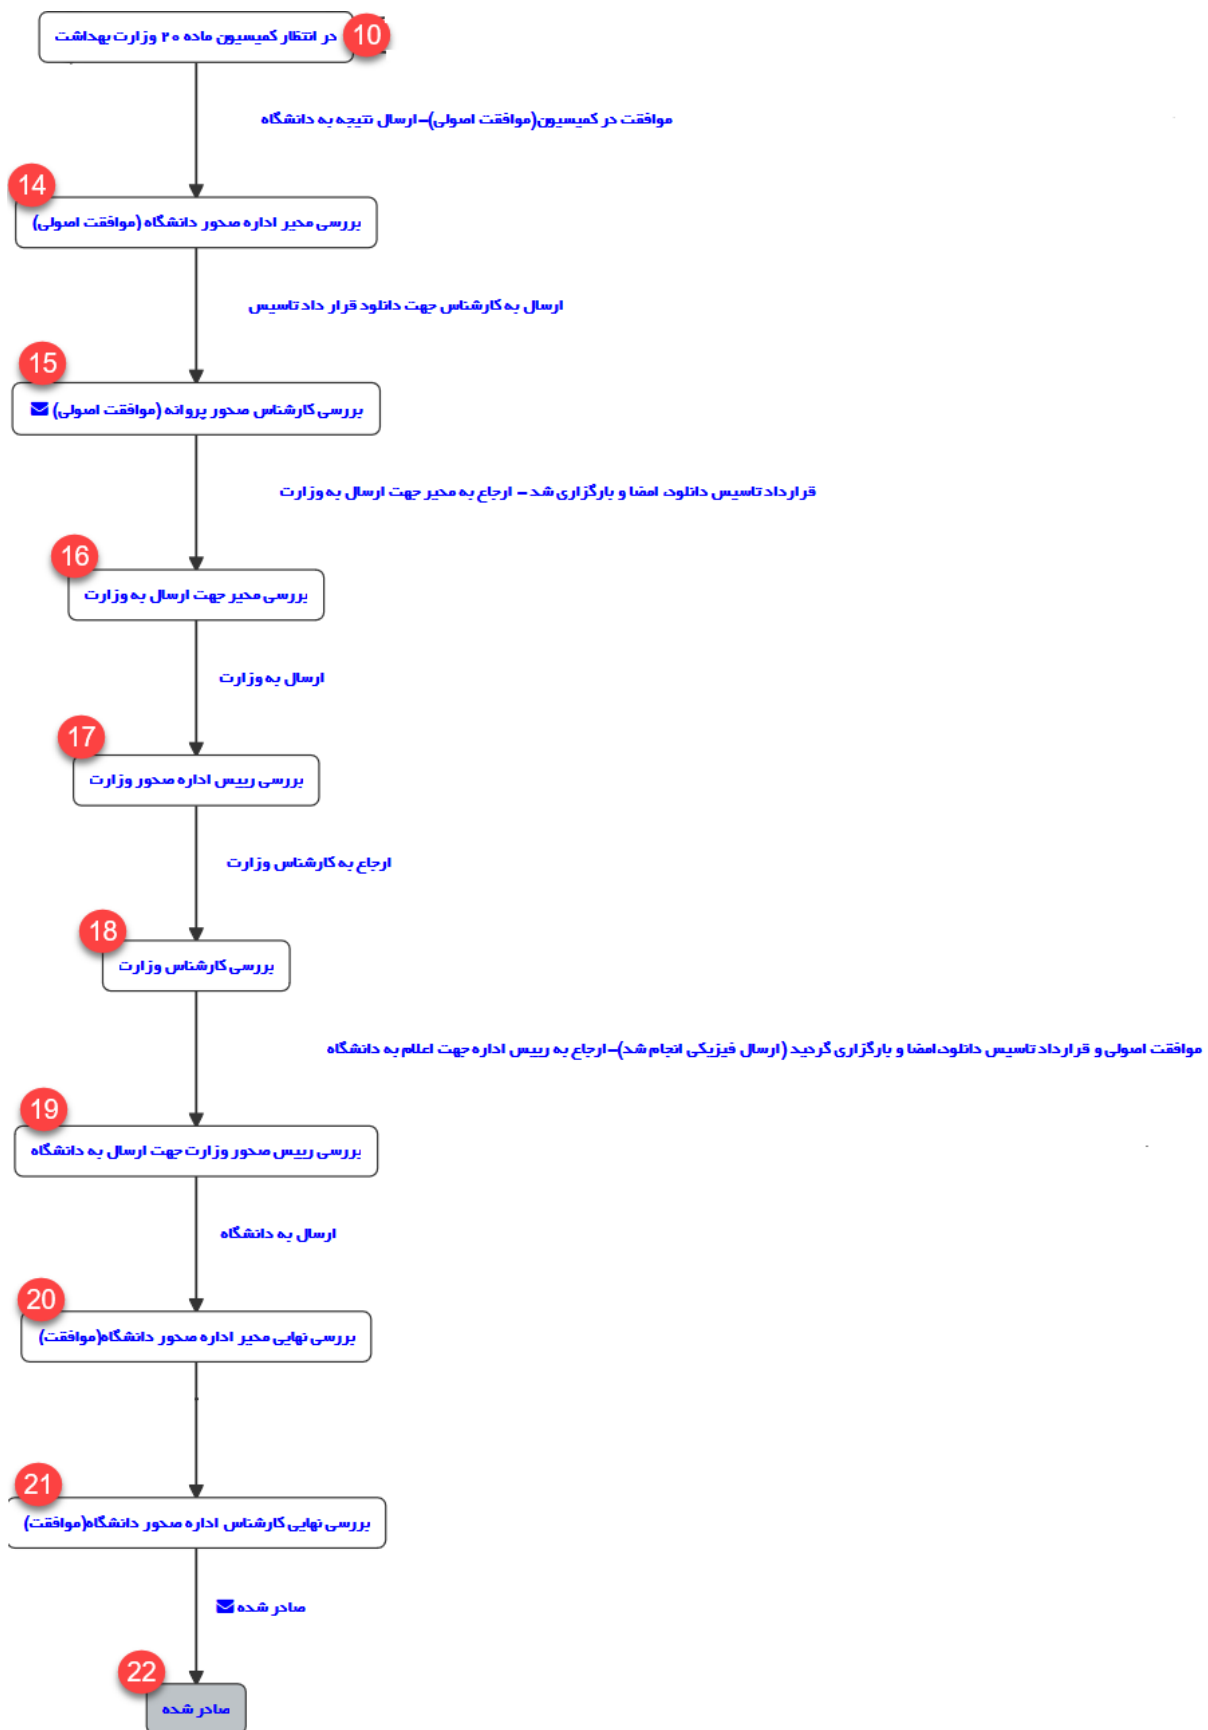 در انتظار کمیسیون ماده ۲۰ وزارت بهداشت
10
موافقت در کمیسیون(موافقت اصولی)–ارسال نتیجه به دانشگاه
14
بررسی مدیر اداره صدور دانشگاه (موافقت اصولی)
ارسال به کارشناس جهت دانلود قرار داد تاسیس
15
بررسی کارشناس صدور پروانه (موافقت اصولی)
قرارداد تاسیس دانلود، امضا و بارگزاری شد – ارجاع به مدیر جهت ارسال به وزارت
16
بررسی مدیر جهت ارسال به وزارت
ارسال به وزارت
17
بررسی رییس اداره صدور وزارت
ارجاع به کارشناس وزارت
18
بررسی کارشناس وزارت
موافقت اصولی و قرارداد تاسیس دانلود،امضا و بارگزاری گردید (ارسال فیزیکی انجام شد)–ارجاع به رییس اداره جهت اعلام به دانشگاه
19
بررسی رییس صدور وزارت جهت ارسال به دانشگاه
ارسال به دانشگاه
20
بررسی نهایی مدیر اداره صدور دانشگاه(موافقت)
21
بررسی نهایی کارشناس اداره صدور دانشگاه(موافقت)
صادر شده
22
صادر شده